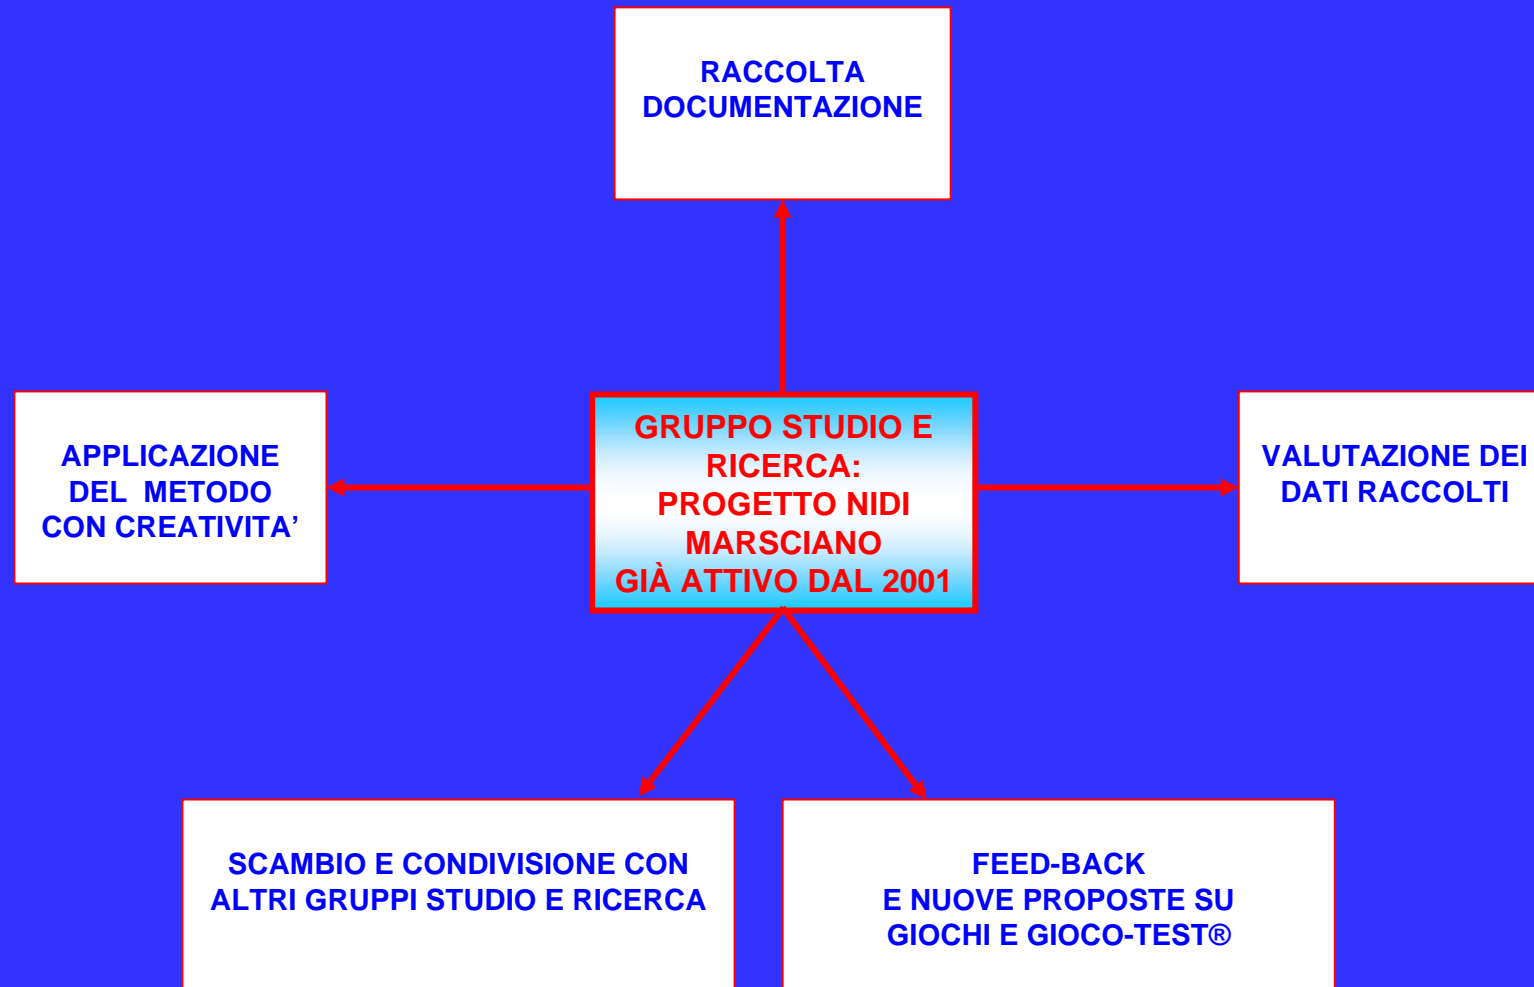 RACCOLTA
DOCUMENTAZIONE
APPLICAZIONE
DEL  METODO
CON CREATIVITA’
GRUPPO STUDIO E
RICERCA:
PROGETTO NIDI
MARSCIANO
GIÀ ATTIVO DAL 2001
VALUTAZIONE DEI
DATI RACCOLTI
SCAMBIO E CONDIVISIONE CON
ALTRI GRUPPI STUDIO E RICERCA
FEED-BACK
E NUOVE PROPOSTE SU
GIOCHI E GIOCO-TEST®